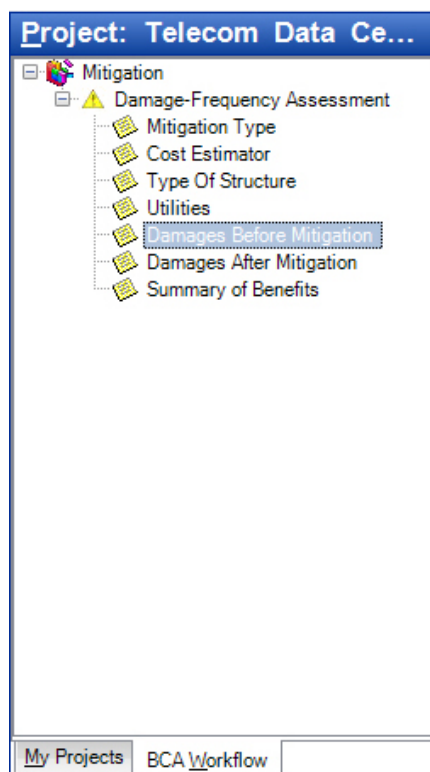 Project: Telecom Data Ce...
Mitigation
Damage-Frequency Assessment
Mitigation Type
Cost Estimator
Type Of Structure
Utilities
Damages Before Mitigation
Damages After Mitigation
Summary of Benefits
My Projects BCA Workflow